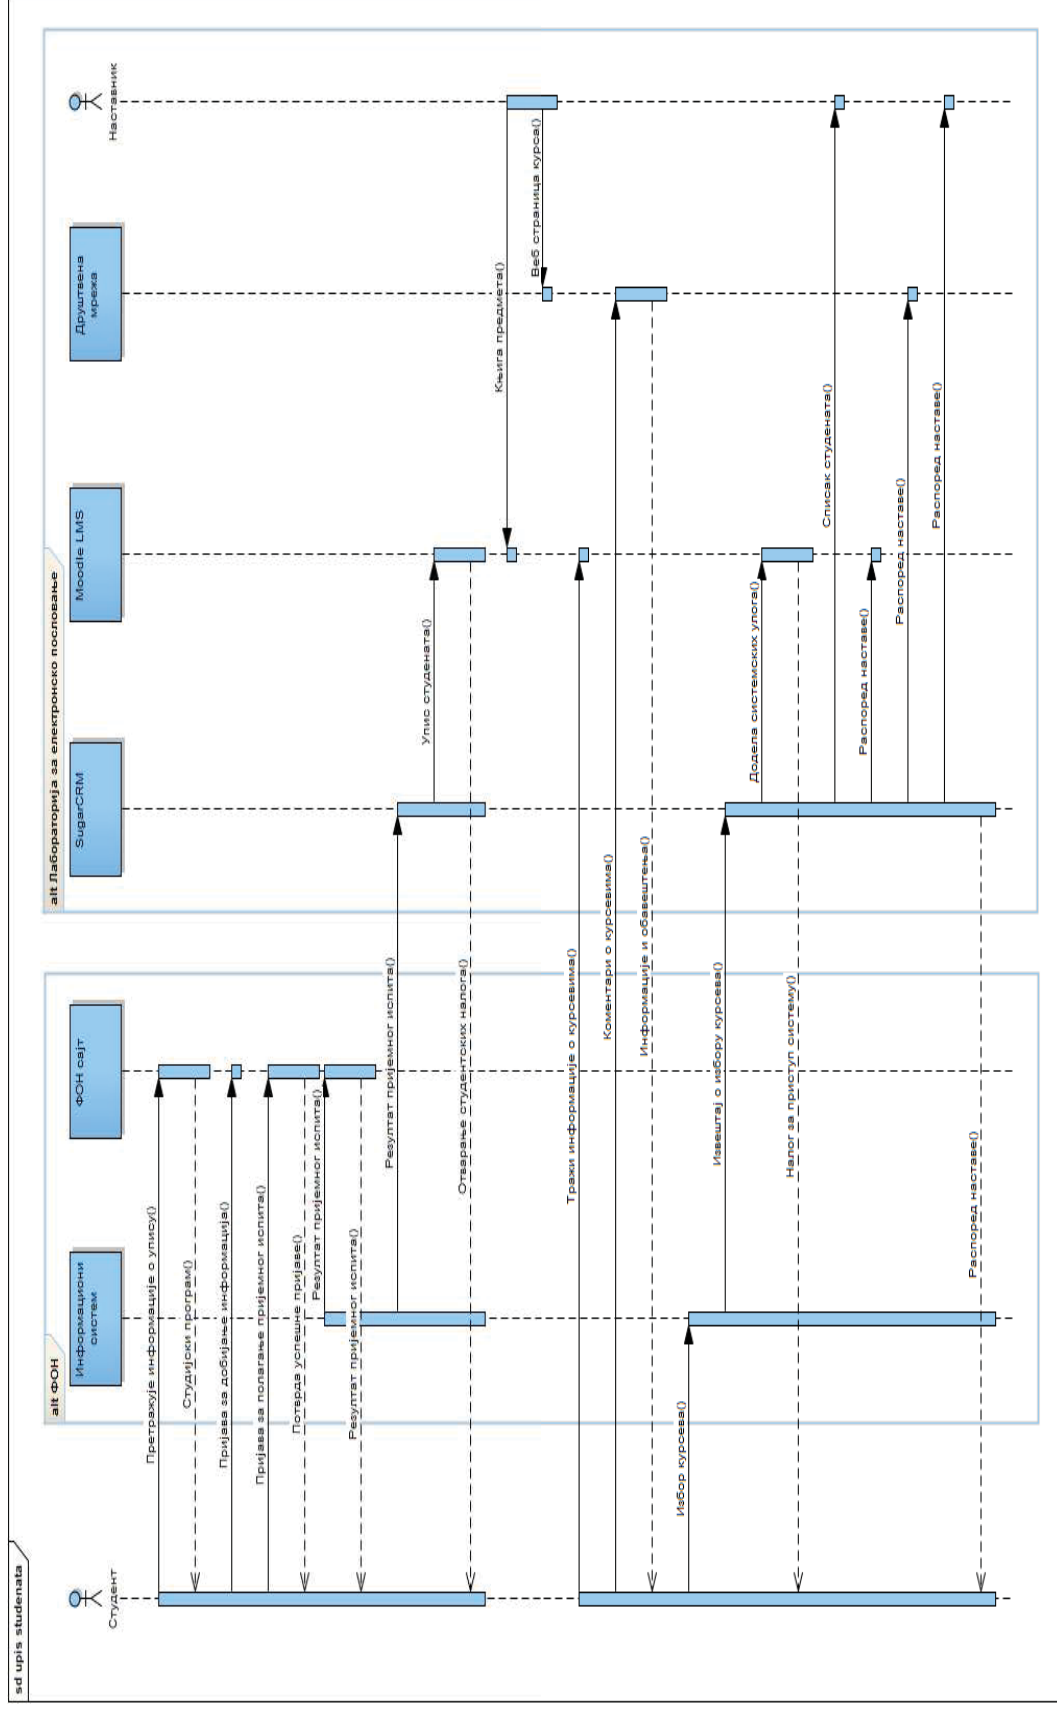 sd upis studenata
Студент
alt ФОН
Информациони
систем
ФОН сајт
alt Лабораторија за електронско пословање
SugarCRM
Moodle LMS
Друштвена
мрежа
Наставник
Претражује информације о упису()
Студијски програм()
Пријава за добијање информација()
Пријава за полагање пријемног испита()
Потврда успешне пријаве()
Резултат пријемног испита()
Резултат пријемног испита()
Резултат пријемног испита()
Упис студената()
Отварање студентских налога()
Књига предмета()
Веб страница курса()
Тражи информације о курсевима()
Коментари о курсевима()
Информације и обавештења()
Избор курсева()
Извештај о избору курсева()
Додела системских улога()
Налог за приступ систему()
Списак студената()
Распоред наставе()
Распоред наставе()
Распоред наставе()
Распоред наставе()